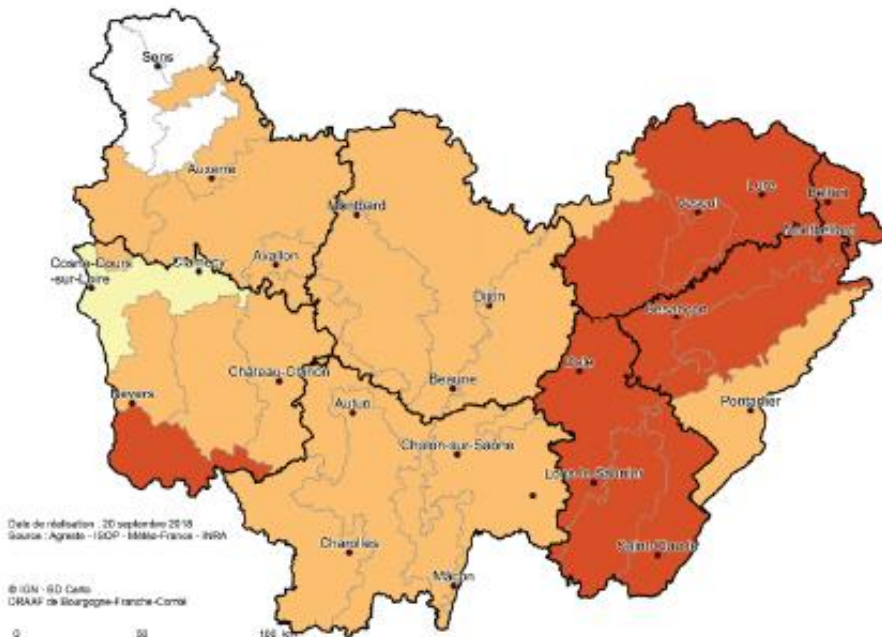 Sens
Auxerre
Montbard
Vesoul
Lure
Belfort
Montbéliard
Cosne-Cours
-sur-Loire
Clamecy
Avallon
Dijon
Besançon
Dole
Château-Chinon
Beaune
Nevers
Autun
Pontarlier
Chalon-sur-Saône
Lons-le-Saunier
Charolles
Saint-Claude
Mâcon
Date de réalisation : 20 septembre 2018
Source : Agreste - ISOP - Météo-France - INRA
© IGN - BD Carto
DRAAF de Bourgogne-Franche-Comté
0 50 100 km